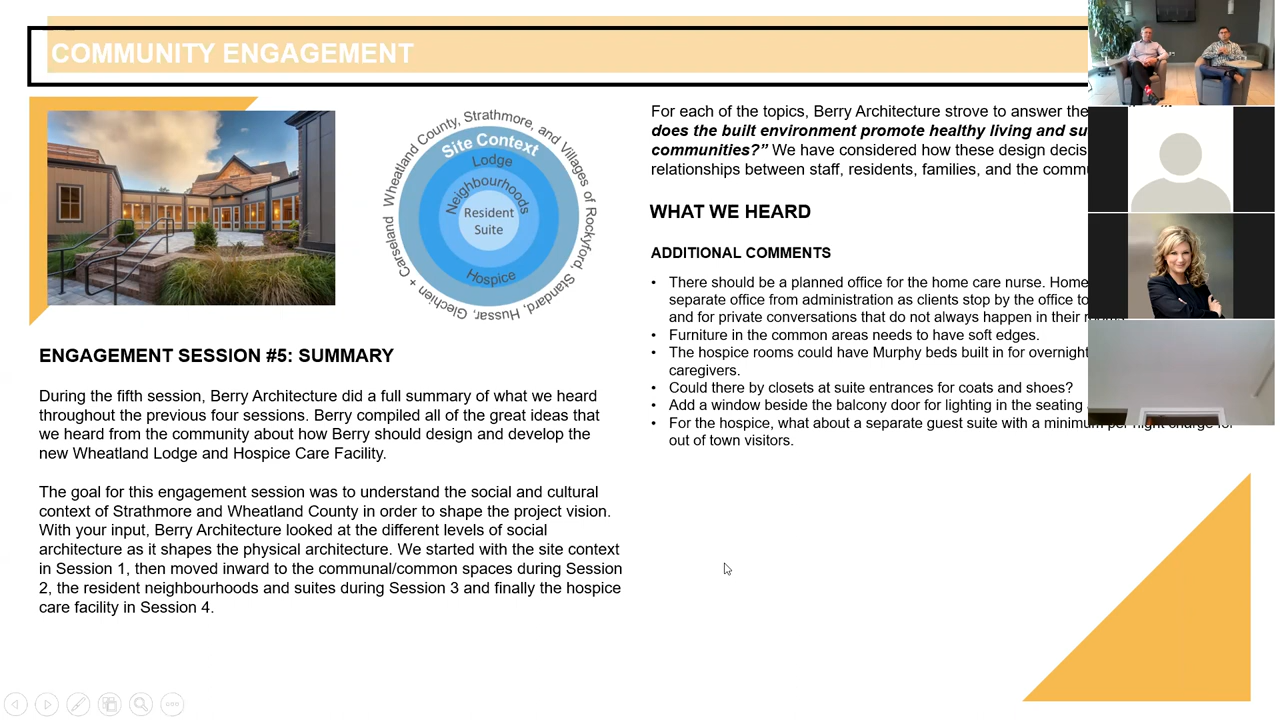 COMMUNITY ENGAGEMENT
Wheatland County, Strathmore, and Villages of Rockyford, Standard, Hussar, Gleichien + Carseland
Site Context
Lodge
Neighbourhoods
Resident
Suite
Hospice
ENGAGEMENT SESSION #5: SUMMARY
During the fifth session, Berry Architecture did a full summary of what we heard
throughout the previous four sessions. Berry compiled all of the great ideas that
we heard from the community about how Berry should design and develop the
new Wheatland Lodge and Hospice Care Facility.
The goal for this engagement session was to understand the social and cultural
context of Strathmore and Wheatland County in order to shape the project vision.
With your input, Berry Architecture looked at the different levels of social
architecture as it shapes the physical architecture. We started with the site context
in Session 1, then moved inward to the communal/common spaces during Session
2, the resident neighbourhoods and suites during Session 3 and finally the hospice
care facility in Session 4.
For each of the topics, Berry Architecture strove to answer the
does the built environment promote healthy living and su
communities?” We have considered how these design decis
relationships between staff, residents, families, and the commu
WHAT WE HEARD
ADDITIONAL COMMENTS
• There should be a planned office for the home care nurse. Home
separate office from administration as clients stop by the office to
and for private conversations that do not always happen in their
• Furniture in the common areas needs to have soft edges.
• The hospice rooms could have Murphy beds built in for overnight
caregivers.
• Could there by closets at suite entrances for coats and shoes?
• Add a window beside the balcony door for lighting in the seating
• For the hospice, what about a separate guest suite with a minimum per night charge for
out of town visitors.